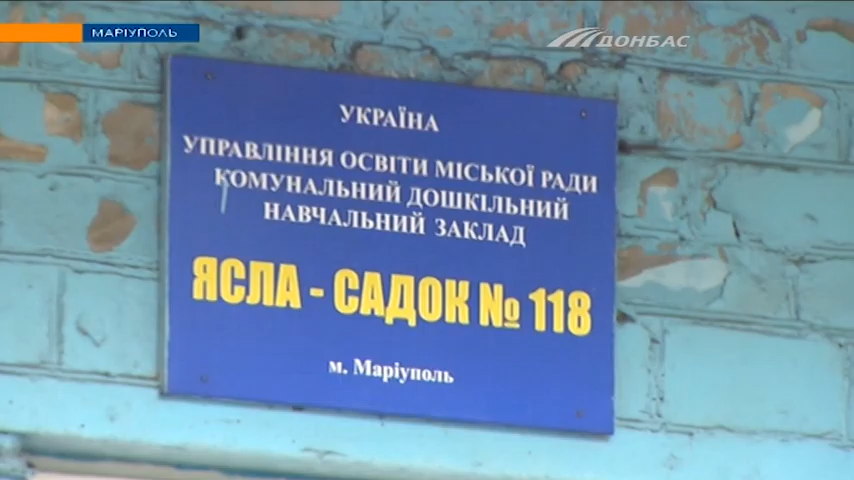 МАРІУПОЛЬ
ДОНБАС
УКРАЇНА
УПРАВЛІННЯ ОСВІТИ МІСЬКОЇ РАДИ
КОМУНАЛЬНИЙ ДОШКІЛЬНИЙ
НАВЧАЛЬНИЙ ЗАКЛАД
ЯСЛА - САДОК № 118
м. Маріуполь